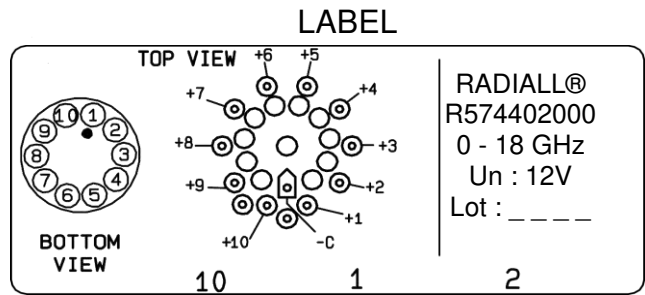 LABEL
TOP VIEW
+6 +5
+7 +4
+8 +3
+9 +2
+10 -C +1
10 1
9 2
8 3
7 4
6 5
BOTTOM
VIEW
10 1 2
RADIALL®
R574402000
0 - 18 GHz
Un : 12V
Lot : _ _ _ _